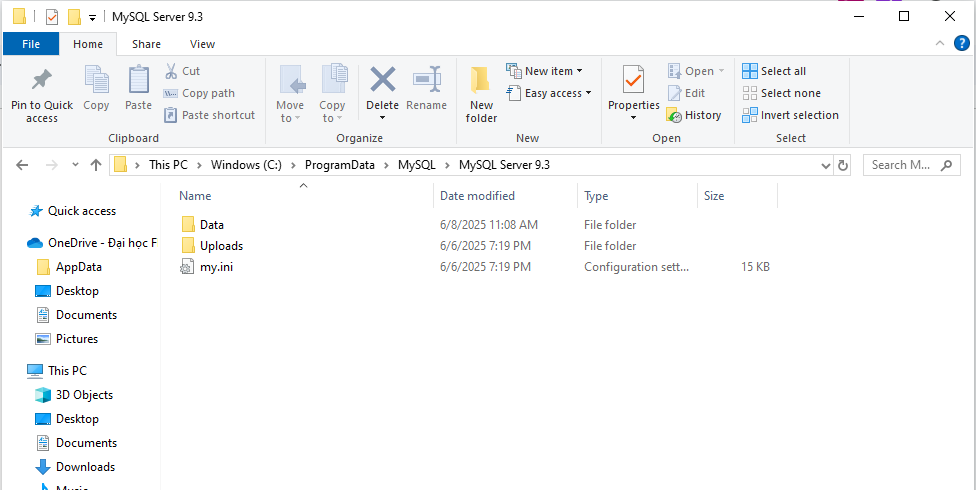 MySQL Server 9.3
File Home Share View
Pin to Quick access
Copy
Paste
Cut
Copy path
Paste shortcut
Clipboard
Move to
Copy to
Delete
Rename
Organize
New folder
New item
Easy access
New
Properties
Open
Edit
History
Open
Select all
Select none
Invert selection
Select
This PC > Windows (C:) > ProgramData > MySQL > MySQL Server 9.3
Search M...
Name Date modified Type Size
Data 6/8/2025 11:08 AM File folder
Uploads 6/6/2025 7:19 PM File folder
my.ini 6/6/2025 7:19 PM Configuration sett... 15 KB
Quick access
OneDrive - Đại học F
AppData
Desktop
Documents
Pictures
This PC
3D Objects
Desktop
Documents
Downloads
Music